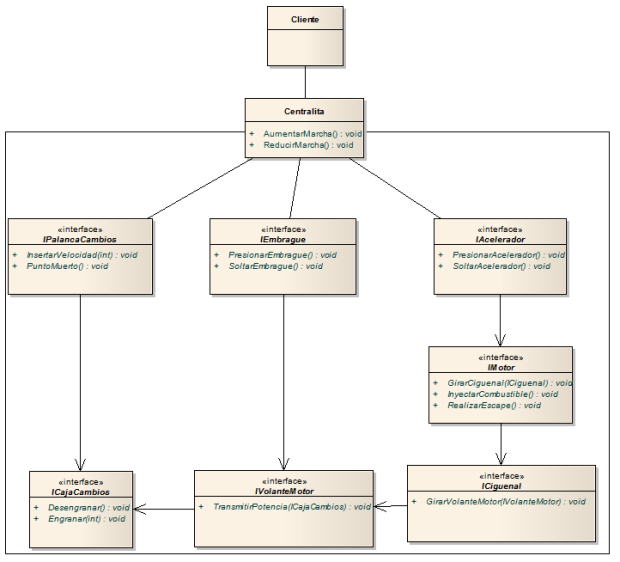 Cliente
Centralita
+ AumentarMarcha() : void
+ ReducirMarcha() : void
«interface»
IPalancaCambios
+ InsertarVelocidad(int) : void
+ PuntoMuerto() : void
«interface»
IEmbrague
+ PresionarEmbrague() : void
+ SoltarEmbrague() : void
«interface»
IAcelerador
+ PresionarAcelerador() : void
+ SoltarAcelerador() : void
«interface»
IMotor
+ GirarCiguenal(ICiguenal) : void
+ InyectarCombustible() : void
+ RealizarEscape() : void
«interface»
ICajaCambios
+ Desengranar() : void
+ Engranar(int) : void
«interface»
IVolanteMotor
+ TransmitirPotencia(ICajaCambios) : void
«interface»
ICiguenal
+ GirarVolanteMotor(IVolanteMotor) : void